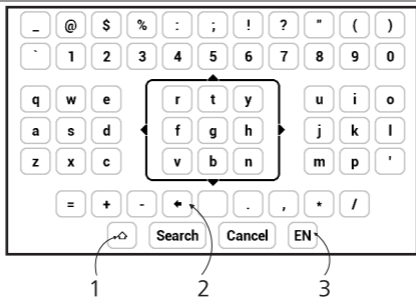 _ @ $ % : ; ! ? " ( )
` 1 2 3 4 5 6 7 8 9 0
q w e r t y u i o
a s d f g h j k l
z x c v b n m p '
= + - . , * /
Search Cancel EN
1 2 3